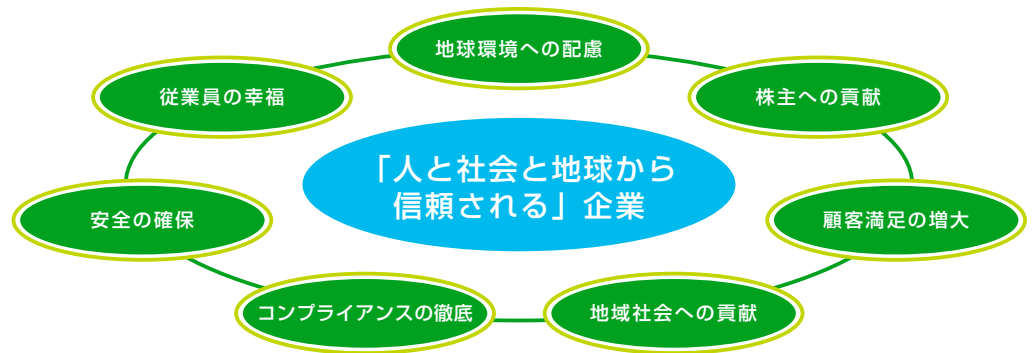 地球環境への配慮
従業員の幸福
株主への貢献
「人と社会と地球から
信頼される」企業
安全の確保
顧客満足の増大
コンプライアンスの徹底
地域社会への貢献